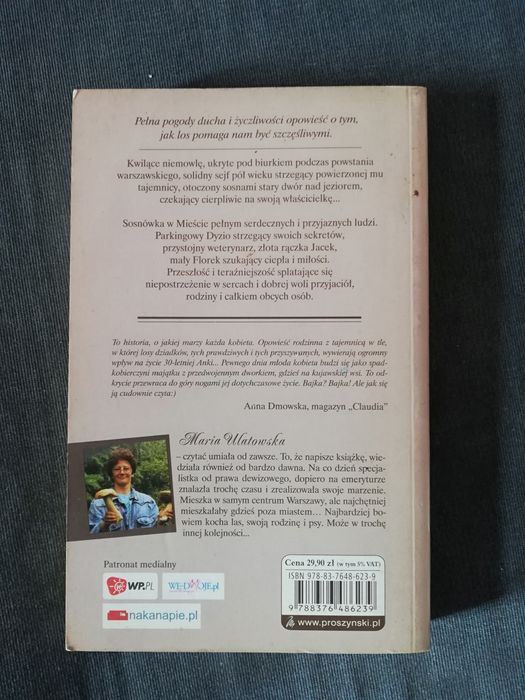 Pełna pogody ducha i życzliwości opowieść o tym,
jak los pomaga nam być szczęśliwymi.
Kwilące niemowlę, ukryte pod biurkiem podczas powstania
warszawskiego, solidny sejf pół wieku strzegący powierzonej mu
tajemnicy, otoczony sosnami stary dwór nad jeziorem,
czekający cierpliwie na swoją właścicielkę...
Sosnówka w Mieście pełnym serdecznych i przyjaznych ludzi.
Parkingowy Dyzio strzegący swoich sekretów,
przystojny weterynarz, złota rączka Jacek,
mały Florek szukający ciepła i miłości.
Przeszłość i teraźniejszość splatające się
niepostrzeżenie w sercach i dobrej woli przyjaciół,
rodziny i całkiem obcych osób.
To historia, o jakiej marzy każda kobieta. Opowieść rodzinna z tajemnicą w tle,
w której losy dziadków, tych prawdziwych i tych przyszywanych, wywierają ogromny
wpływ na życie 30-letniej Anki... Pewnego dnia młoda kobieta budzi się jako spad-
kobierczyni majątku z przedwojennym dworkiem, gdzieś na kujawskiej wsi. To od-
krycie przewraca do góry nogami jej dotychczasowe życie. Bajka? Bajka! Ale jak się
ją cudownie czyta:)
Anna Dmowska, magazyn „Claudia”
Maria Ulatowska
– czytać umiała od zawsze. To, że napisze książkę, wie-
działa również od bardzo dawna. Na co dzień specja-
listka od prawa dewizowego, dopiero na emeryturze
znalazła trochę czasu i zrealizowała swoje marzenie.
Mieszka w samym centrum Warszawy, ale najchętniej
mieszkałaby gdzieś poza miastem... Najbardziej bo-
wiem kocha las, swoją rodzinę i psy. Może w trochę
innej kolejności...
Patronat medialny
WP.PL
WE-DWOJE.pl
nakanapie.pl
Cena 29,90 zł (w tym 5% VAT)
ISBN 978-83-7648-623-9
9 788376 486239
www.proszynski.pl